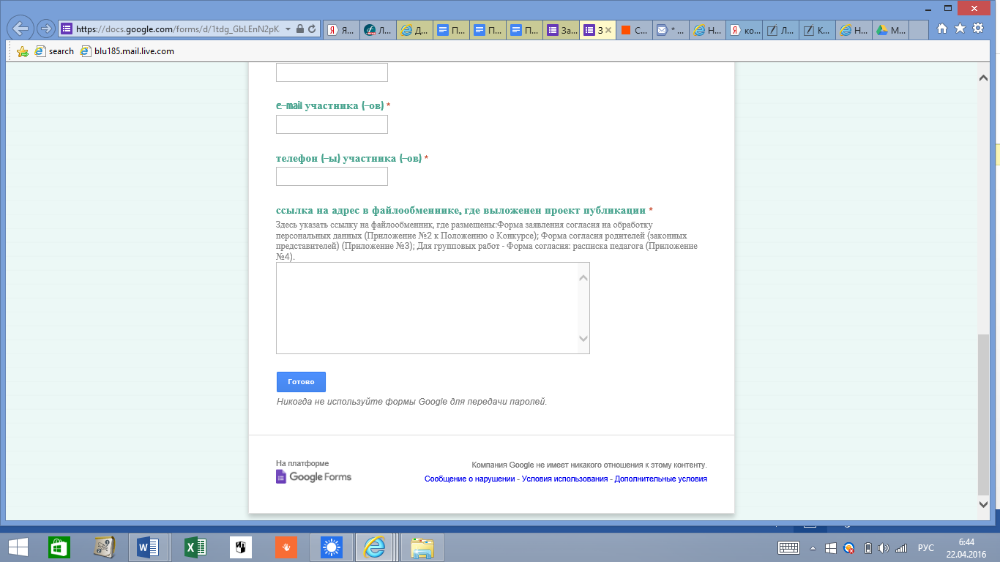 https://docs.google.com/forms/d/1tdg_GbLEnN2pK
Я...
Л...
Д...
П...
П...
П...
За...
З
С...
* ...
Н...
ко...
Л...
К...
Н...
М...
search
blu185.mail.live.com
e-mail участника (-ов) *
телефон (-ы) участника (-ов) *
ссылка на адрес в файлообменнике, где выложенен проект публикации *
Здесь указать ссылку на файлообменник, где размещены:Форма заявления согласия на обработку
персональных данных (Приложение №2 к Положению о Конкурсе); Форма согласия родителей (законных
представителей) (Приложение №3); Для групповых работ - Форма согласия: расписка педагога (Приложение
№4).
Готово
Никогда не используйте формы Google для передачи паролей.
На платформе
Google Forms
Компания Google не имеет никакого отношения к этому контенту.
Сообщение о нарушении - Условия использования - Дополнительные условия
РУС
6:44
22.04.2016